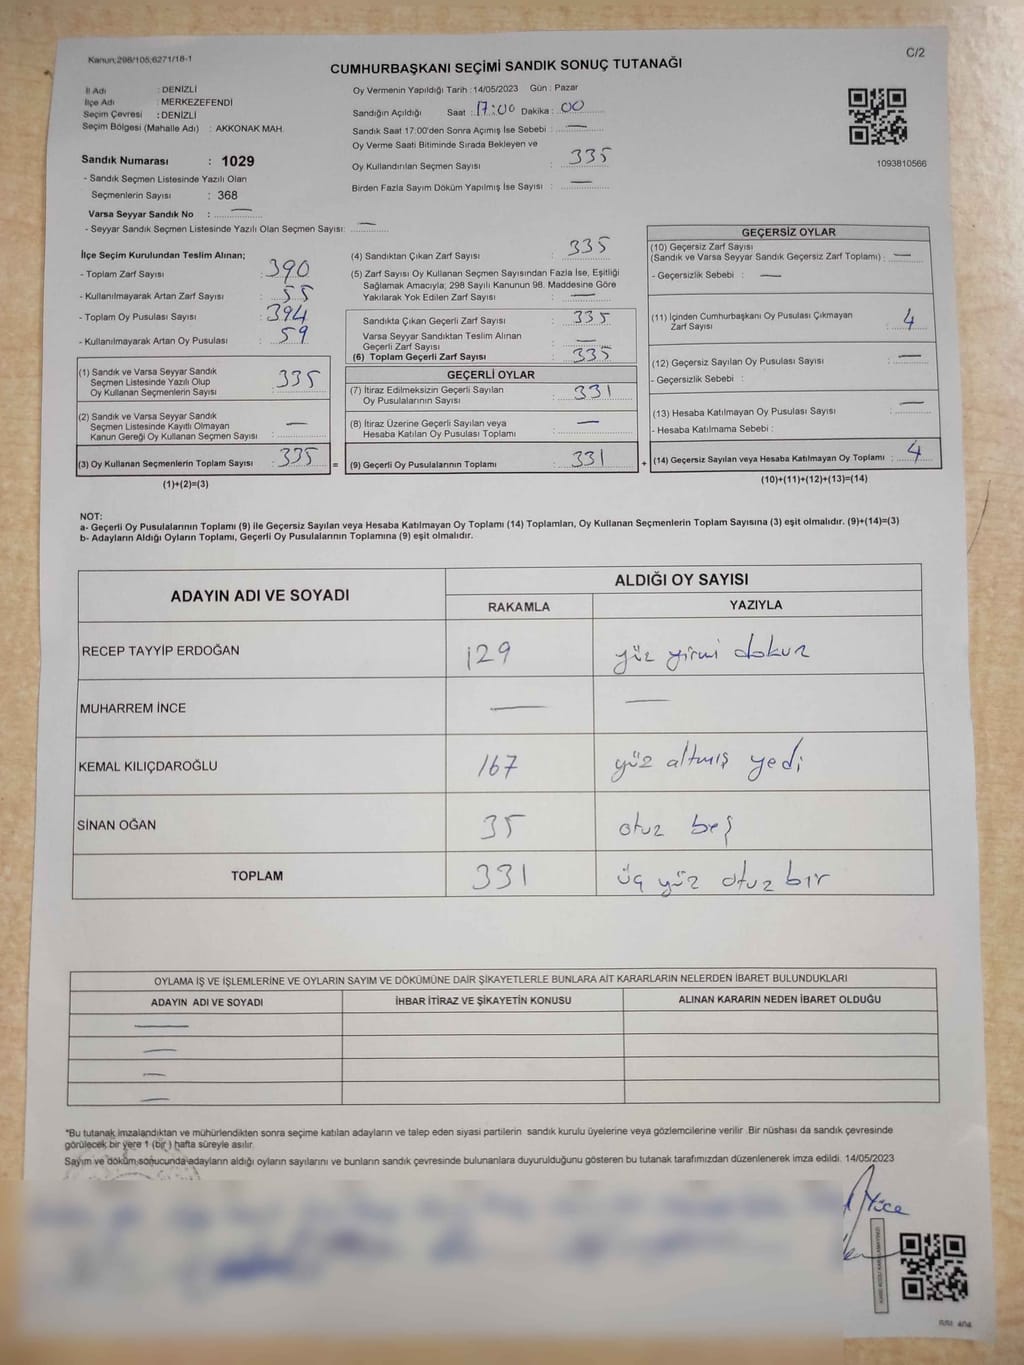 Kanun;298/105;6271/18-1
C/2
CUMHURBAŞKANI SEÇİMİ SANDIK SONUÇ TUTANAĞI
İl Adı : DENİZLİ
İlçe Adı : MERKEZEFENDİ
Seçim Çevresi : DENİZLİ
Seçim Bölgesi (Mahalle Adı) : AKKONAK MAH.
Sandık Numarası : 1029
- Sandık Seçmen Listesinde Yazılı Olan
Seçmenlerin Sayısı : 368
Varsa Seyyar Sandık No : —
- Seyyar Sandık Seçmen Listesinde Yazılı Olan Seçmen Sayısı: —
Oy Vermenin Yapıldığı Tarih : 14/05/2023 Gün : Pazar
Sandığın Açıldığı Saat : 17:00 Dakika : 00
Sandık Saat 17:00'den Sonra Açımış İse Sebebi : —
Oy Verme Saati Bitiminde Sırada Bekleyen ve
Oy Kullandırılan Seçmen Sayısı : 335
Birden Fazla Sayım Döküm Yapılmış İse Sayısı : —
1093810566
İlçe Seçim Kurulundan Teslim Alınan;
- Toplam Zarf Sayısı : 390
- Kullanılmayarak Artan Zarf Sayısı : 55
- Toplam Oy Pusulası Sayısı : 394
- Kullanılmayarak Artan Oy Pusulası : 59
(1) Sandık ve Varsa Seyyar Sandık
Seçmen Listesinde Yazılı Olup
Oy Kullanan Seçmenlerin Sayısı : 335
(2) Sandık ve Varsa Seyyar Sandık
Seçmen Listesinde Kayıtlı Olmayan
Kanun Gereği Oy Kullanan Seçmen Sayısı : —
(3) Oy Kullanan Seçmenlerin Toplam Sayısı : 335
(1)+(2)=(3)
(4) Sandıktan Çıkan Zarf Sayısı : 335
(5) Zarf Sayısı Oy Kullanan Seçmen Sayısından Fazla İse, Eşitliği
Sağlamak Amacıyla; 298 Sayılı Kanunun 98. Maddesine Göre
Yakılarak Yok Edilen Zarf Sayısı : —
Sandıkta Çıkan Geçerli Zarf Sayısı : 335
Varsa Seyyar Sandıktan Teslim Alınan
Geçerli Zarf Sayısı : —
(6) Toplam Geçerli Zarf Sayısı : 335
GEÇERLİ OYLAR
(7) İtiraz Edilmeksizin Geçerli Sayılan
Oy Pusulalarının Sayısı : 331
(8) İtiraz Üzerine Geçerli Sayılan veya
Hesaba Katılan Oy Pusulası Toplamı : —
= (9) Geçerli Oy Pusulalarının Toplamı : 331
GEÇERSİZ OYLAR
(10) Geçersiz Zarf Sayısı
(Sandık ve Varsa Seyyar Sandık Geçersiz Zarf Toplamı) : —
- Geçersizlik Sebebi : —
(11) İçinden Cumhurbaşkanı Oy Pusulası Çıkmayan
Zarf Sayısı : 4
(12) Geçersiz Sayılan Oy Pusulası Sayısı : —
- Geçersizlik Sebebi :
(13) Hesaba Katılmayan Oy Pusulası Sayısı : —
- Hesaba Katılmama Sebebi :
+ (14) Geçersiz Sayılan veya Hesaba Katılmayan Oy Toplamı : 4
(10)+(11)+(12)+(13)=(14)
NOT:
a- Geçerli Oy Pusulalarının Toplamı (9) ile Geçersiz Sayılan veya Hesaba Katılmayan Oy Toplamı (14) Toplamları, Oy Kullanan Seçmenlerin Toplam Sayısına (3) eşit olmalıdır. (9)+(14)=(3)
b- Adayların Aldığı Oyların Toplamı, Geçerli Oy Pusulalarının Toplamına (9) eşit olmalıdır.
ADAYIN ADI VE SOYADI
ALDIĞI OY SAYISI
RAKAMLA YAZIYLA
RECEP TAYYİP ERDOĞAN 129 yüz yirmi dokuz
MUHARREM İNCE — —
KEMAL KILIÇDAROĞLU 167 yüz altmış yedi
SİNAN OĞAN 35 otuz beş
TOPLAM 331 üç yüz otuz bir
OYLAMA İŞ VE İŞLEMLERİNE VE OYLARIN SAYIM VE DÖKÜMÜNE DAİR ŞİKAYETLERLE BUNLARA AİT KARARLARIN NELERDEN İBARET BULUNDUKLARI
ADAYIN ADI VE SOYADI İHBAR İTİRAZ VE ŞİKAYETİN KONUSU ALINAN KARARIN NEDEN İBARET OLDUĞU
—
—
—
—
*Bu tutanak imzalandıktan ve mühürlendikten sonra seçime katılan adayların ve talep eden siyasi partilerin sandık kurulu üyelerine veya gözlemcilerine verilir. Bir nüshası da sandık çevresinde
görülecek bir yere 1 (bir) hafta süreyle asılır.
Sayım ve döküm sonucunda adayların aldığı oyların sayılarını ve bunların sandık çevresinde bulunanlara duyurulduğunu gösteren bu tutanak tarafımızdan düzenlenerek imza edildi. 14/05/2023